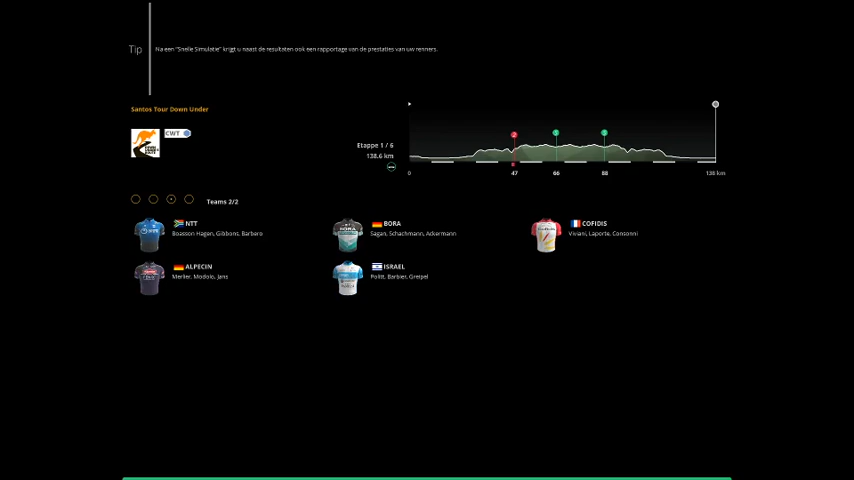 Tip
Na een "Snelle Simulatie" krijgt u naast de resultaten ook een rapportage van de prestaties van uw renners.
Santos Tour Down Under
CWT
Etappe 1 / 6
138.6 km
0
47
66
88
138 km
Teams 2/2
NTT
Boasson Hagen, Gibbons, Barbero
BORA
Sagan, Schachmann, Ackermann
COFIDIS
Viviani, Laporte, Consonni
ALPECIN
Merlier, Modolo, Jans
ISRAEL
Politt, Barbier, Greipel